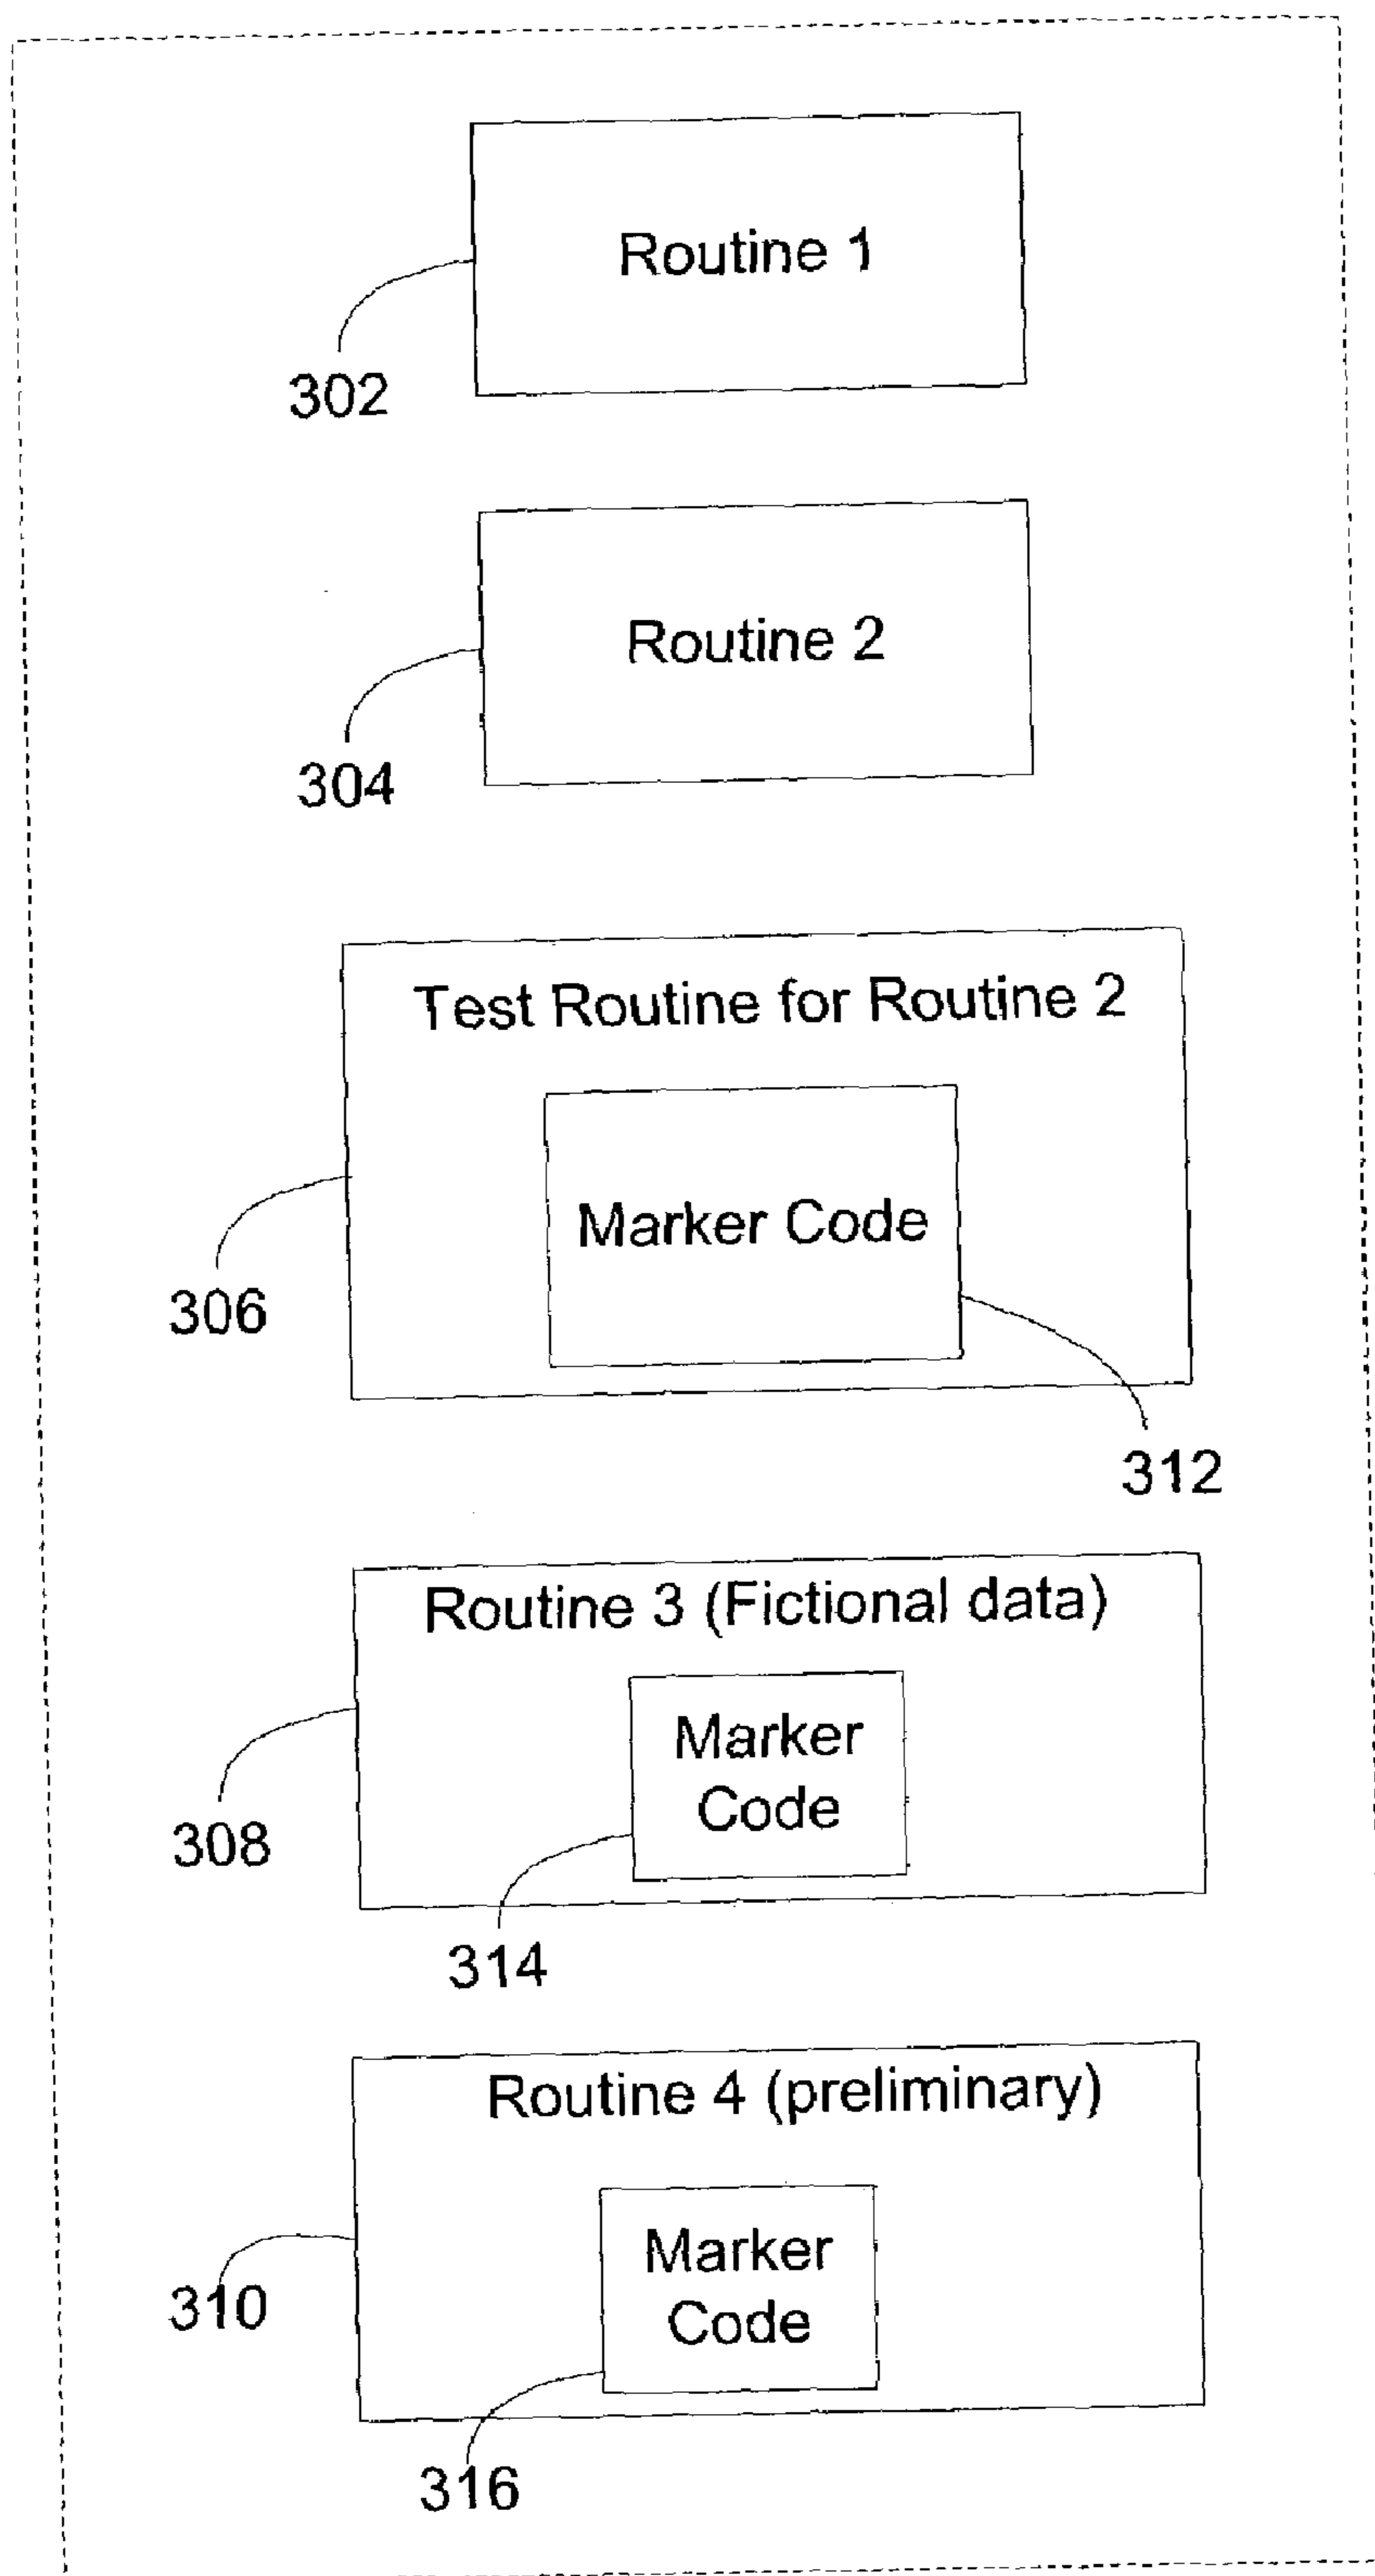 Routine 1
302
Routine 2
304
Test Routine for Routine 2
Marker Code
306
312
Routine 3 (Fictional data)
Marker
Code
308
314
Routine 4 (preliminary)
Marker
Code
310
316